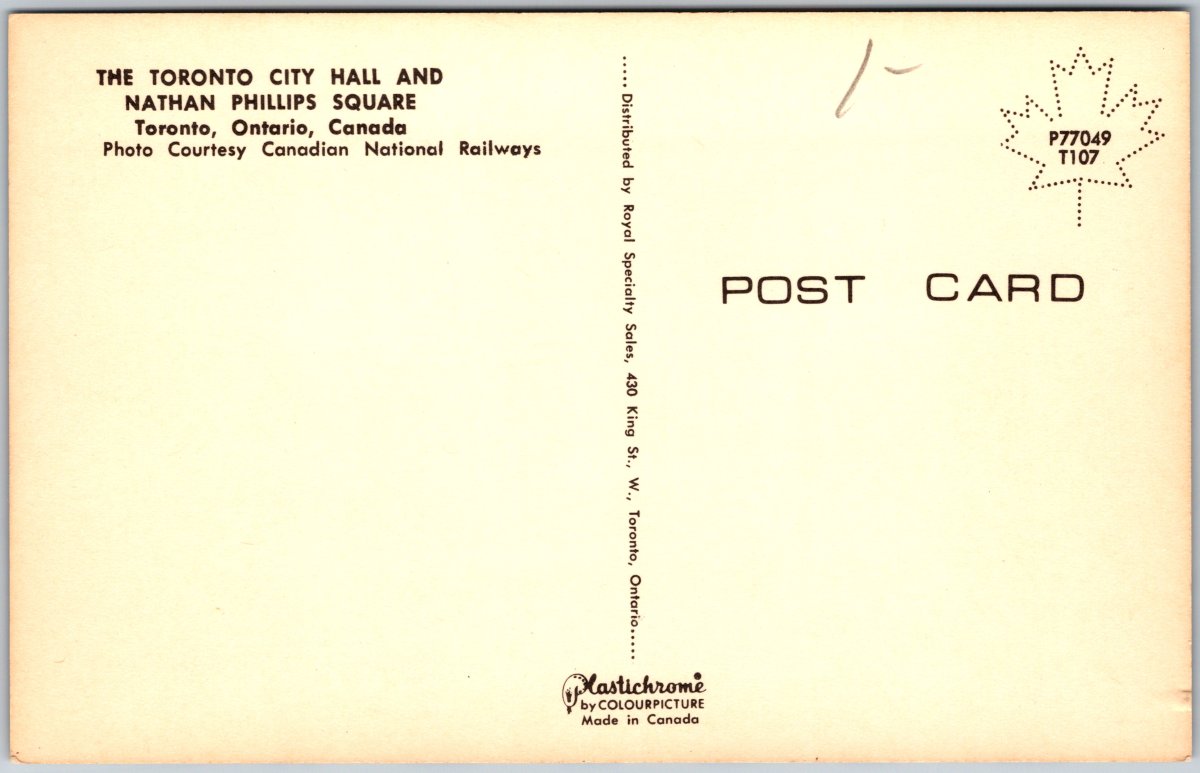 THE TORONTO CITY HALL AND
NATHAN PHILLIPS SQUARE
Toronto, Ontario, Canada
Photo Courtesy Canadian National Railways
..... Distributed by Royal Specialty Sales, 430 King St., W., Toronto, Ontario.....
1-
P77049
T107
POST CARD
Plastichrome®
by COLOURPICTURE
Made in Canada